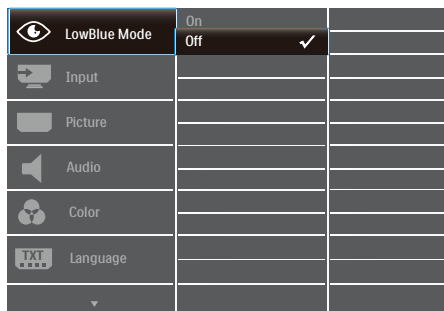 LowBlue Mode
On
Off
Input
Picture
Audio
Color
TXT
Language